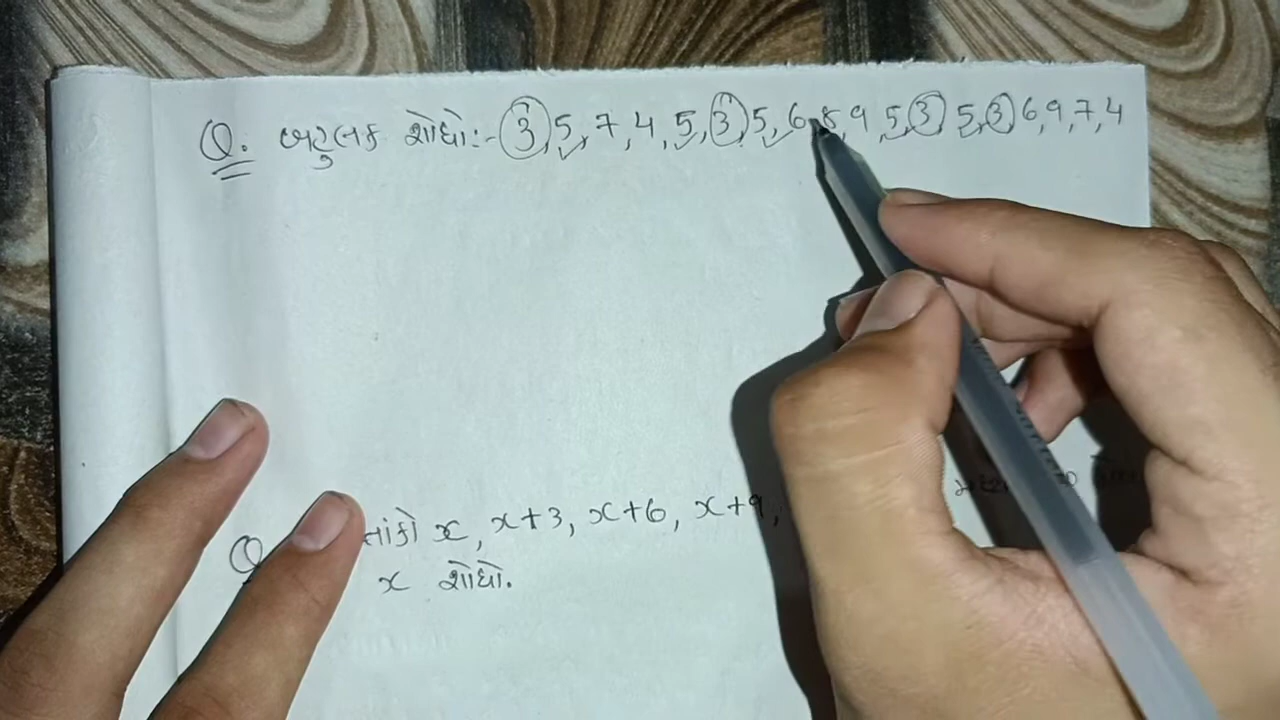 Q. બહુલક શોધો:- 3, 5, 7, 4, 5, 3, 5, 6, 8, 9, 5, 3, 5, 3, 6, 9, 7, 4
Q x, x+3, x+6, x+9,
x શોધો.